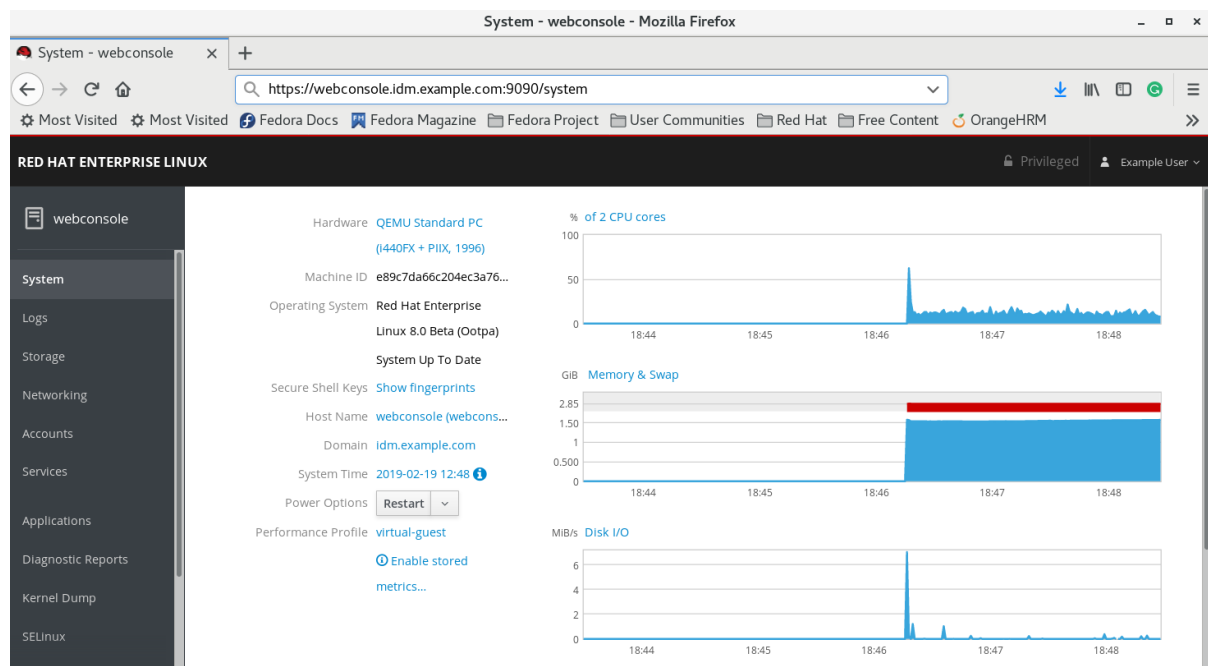 System - webconsole - Mozilla Firefox
System - webconsole
https://webconsole.idm.example.com:9090/system
Most Visited Most Visited Fedora Docs Fedora Magazine Fedora Project User Communities Red Hat Free Content OrangeHRM
RED HAT ENTERPRISE LINUX Privileged Example User
webconsole
System
Logs
Storage
Networking
Accounts
Services
Applications
Diagnostic Reports
Kernel Dump
SELinux
Hardware QEMU Standard PC
(i440FX + PIIX, 1996)
Machine ID e89c7da66c204ec3a76...
Operating System Red Hat Enterprise
Linux 8.0 Beta (Ootpa)
System Up To Date
Secure Shell Keys Show fingerprints
Host Name webconsole (webcons...
Domain idm.example.com
System Time 2019-02-19 12:48
Power Options Restart
Performance Profile virtual-guest
Enable stored
metrics...
% of 2 CPU cores
100
50
0
18:44 18:45 18:46 18:47 18:48
GiB Memory & Swap
2.85
1.50
1
0.500
0
18:44 18:45 18:46 18:47 18:48
MiB/s Disk I/O
6
4
2
0
18:44 18:45 18:46 18:47 18:48